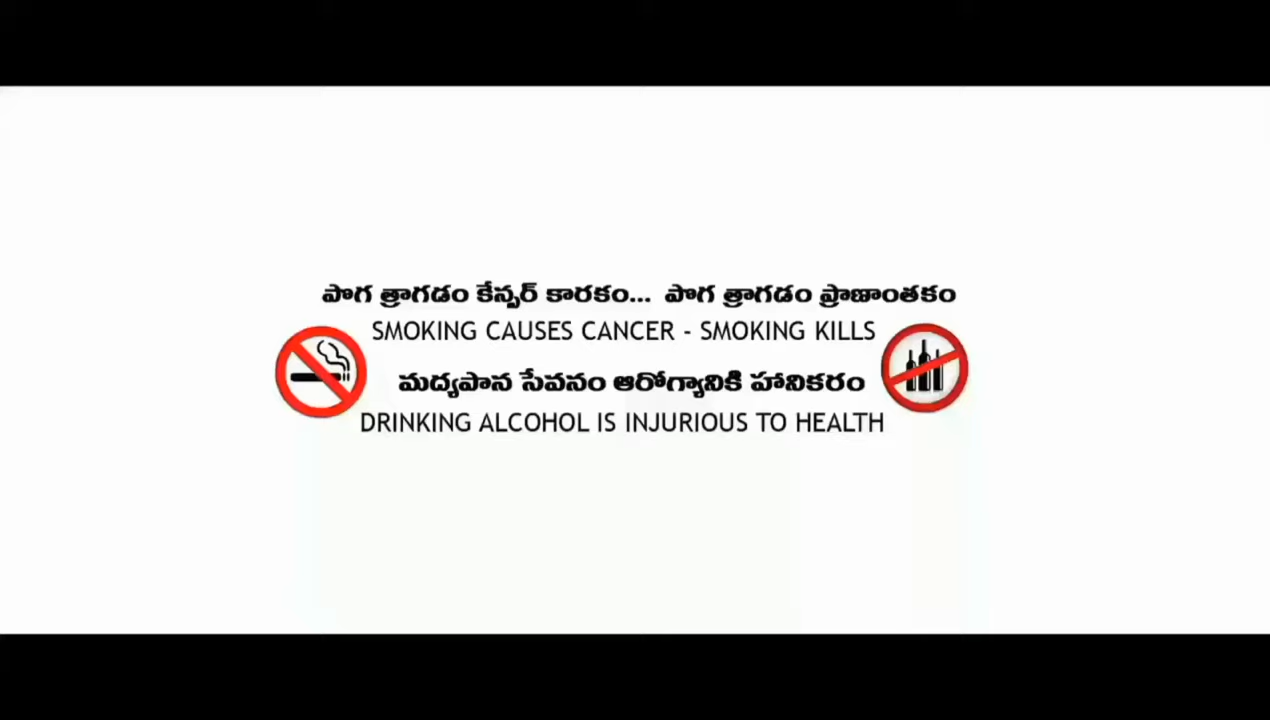 పొగ త్రాగడం కేన్సర్ కారకం... పొగ త్రాగడం ప్రాణాంతకం
SMOKING CAUSES CANCER - SMOKING KILLS
మద్యపాన సేవనం ఆరోగ్యానికి హానికరం
DRINKING ALCOHOL IS INJURIOUS TO HEALTH